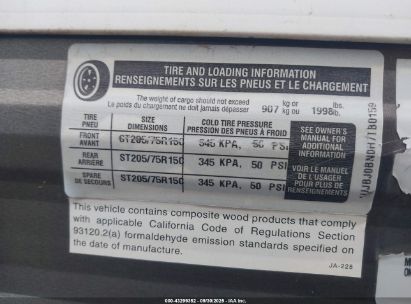 TIRE AND LOADING INFORMATION
RENSEIGNEMENTS SUR LES PNEUS ET LE CHARGEMENT
The weight of cargo should not exceed
Le poids du chargement ne doit jamais dépasser 907 kg or kg ou 1998 lbs. lb.
TIRE PNEU SIZE DIMENSIONS COLD TIRE PRESSURE PRESSION DES PNEUS À FROID
FRONT AVANT ST205/75R15C 345 KPA, 50 PSI
REAR ARRIÈRE ST205/75R15C 345 KPA, 50 PSI
SPARE DE SECOURS ST205/75R15C 345 KPA, 50 PSI
SEE OWNER'S
MANUAL FOR
ADDITIONAL
INFORMATION
VOIR LE MANUEL
DE L'USAGER
POUR PLUS DE
RENSEIGNEMENTS
This vehicle contains composite wood products that comply
with applicable California Code of Regulations Section
93120.2(a) formaldehyde emission standards specified on
the date of manufacture.
JA-228